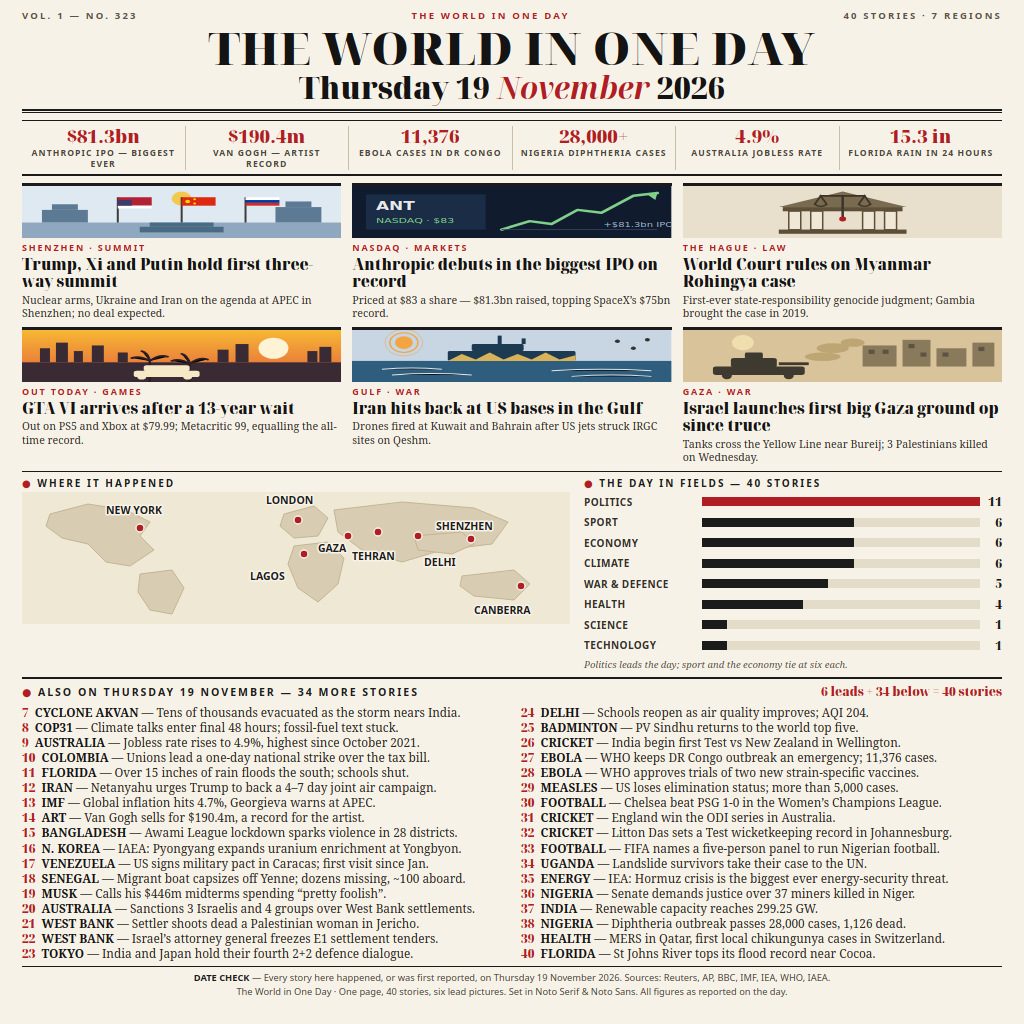 VOL. 1 — NO. 323
THE WORLD IN ONE DAY
40 STORIES · 7 REGIONS
THE WORLD IN ONE DAY
Thursday 19 November 2026
$81.3bn
ANTHROPIC IPO — BIGGEST
EVER
$190.4m
VAN GOGH — ARTIST
RECORD
11,376
EBOLA CASES IN DR CONGO
28,000+
NIGERIA DIPHTHERIA CASES
4.9%
AUSTRALIA JOBLESS RATE
15.3 in
FLORIDA RAIN IN 24 HOURS
SHENZHEN · SUMMIT
Trump, Xi and Putin hold first three-
way summit
Nuclear arms, Ukraine and Iran on the agenda at APEC in
Shenzhen; no deal expected.
ANT
NASDAQ · $83
+$81.3bn IPO
NASDAQ · MARKETS
Anthropic debuts in the biggest IPO on
record
Priced at $83 a share — $81.3bn raised, topping SpaceX’s $75bn
record.
THE HAGUE · LAW
World Court rules on Myanmar
Rohingya case
First-ever state-responsibility genocide judgment; Gambia
brought the case in 2019.
OUT TODAY · GAMES
GTA VI arrives after a 13-year wait
Out on PS5 and Xbox at $79.99; Metacritic 99, equalling the all-
time record.
GULF · WAR
Iran hits back at US bases in the Gulf
Drones fired at Kuwait and Bahrain after US jets struck IRGC
sites on Qeshm.
GAZA · WAR
Israel launches first big Gaza ground op
since truce
Tanks cross the Yellow Line near Bureij; 3 Palestinians killed
on Wednesday.
● WHERE IT HAPPENED
NEW YORK
LONDON
GAZA
TEHRAN
SHENZHEN
DELHI
LAGOS
CANBERRA
● THE DAY IN FIELDS — 40 STORIES
POLITICS 11
SPORT 6
ECONOMY 6
CLIMATE 6
WAR & DEFENCE 5
HEALTH 4
SCIENCE 1
TECHNOLOGY 1
Politics leads the day; sport and the economy tie at six each.
● ALSO ON THURSDAY 19 NOVEMBER — 34 MORE STORIES
6 leads + 34 below = 40 stories
7 CYCLONE AKVAN — Tens of thousands evacuated as the storm nears India.
8 COP31 — Climate talks enter final 48 hours; fossil-fuel text stuck.
9 AUSTRALIA — Jobless rate rises to 4.9%, highest since October 2021.
10 COLOMBIA — Unions lead a one-day national strike over the tax bill.
11 FLORIDA — Over 15 inches of rain floods the south; schools shut.
12 IRAN — Netanyahu urges Trump to back a 4–7 day joint air campaign.
13 IMF — Global inflation hits 4.7%, Georgieva warns at APEC.
14 ART — Van Gogh sells for $190.4m, a record for the artist.
15 BANGLADESH — Awami League lockdown sparks violence in 28 districts.
16 N. KOREA — IAEA: Pyongyang expands uranium enrichment at Yongbyon.
17 VENEZUELA — US signs military pact in Caracas; first visit since Jan.
18 SENEGAL — Migrant boat capsizes off Yenne; dozens missing, ~100 aboard.
19 MUSK — Calls his $446m midterms spending “pretty foolish”.
20 AUSTRALIA — Sanctions 3 Israelis and 4 groups over West Bank settlements.
21 WEST BANK — Settler shoots dead a Palestinian woman in Jericho.
22 WEST BANK — Israel’s attorney general freezes E1 settlement tenders.
23 TOKYO — India and Japan hold their fourth 2+2 defence dialogue.
24 DELHI — Schools reopen as air quality improves; AQI 204.
25 BADMINTON — PV Sindhu returns to the world top five.
26 CRICKET — India begin first Test vs New Zealand in Wellington.
27 EBOLA — WHO keeps DR Congo outbreak an emergency; 11,376 cases.
28 EBOLA — WHO approves trials of two new strain-specific vaccines.
29 MEASLES — US loses elimination status; more than 5,000 cases.
30 FOOTBALL — Chelsea beat PSG 1-0 in the Women’s Champions League.
31 CRICKET — England win the ODI series in Australia.
32 CRICKET — Litton Das sets a Test wicketkeeping record in Johannesburg.
33 FOOTBALL — FIFA names a five-person panel to run Nigerian football.
34 UGANDA — Landslide survivors take their case to the UN.
35 ENERGY — IEA: Hormuz crisis is the biggest ever energy-security threat.
36 NIGERIA — Senate demands justice over 37 miners killed in Niger.
37 INDIA — Renewable capacity reaches 299.25 GW.
38 NIGERIA — Diphtheria outbreak passes 28,000 cases, 1,126 dead.
39 HEALTH — MERS in Qatar, first local chikungunya cases in Switzerland.
40 FLORIDA — St Johns River tops its flood record near Cocoa.
DATE CHECK — Every story here happened, or was first reported, on Thursday 19 November 2026. Sources: Reuters, AP, BBC, IMF, IEA, WHO, IAEA.
The World in One Day · One page, 40 stories, six lead pictures. Set in Noto Serif & Noto Sans. All figures as reported on the day.